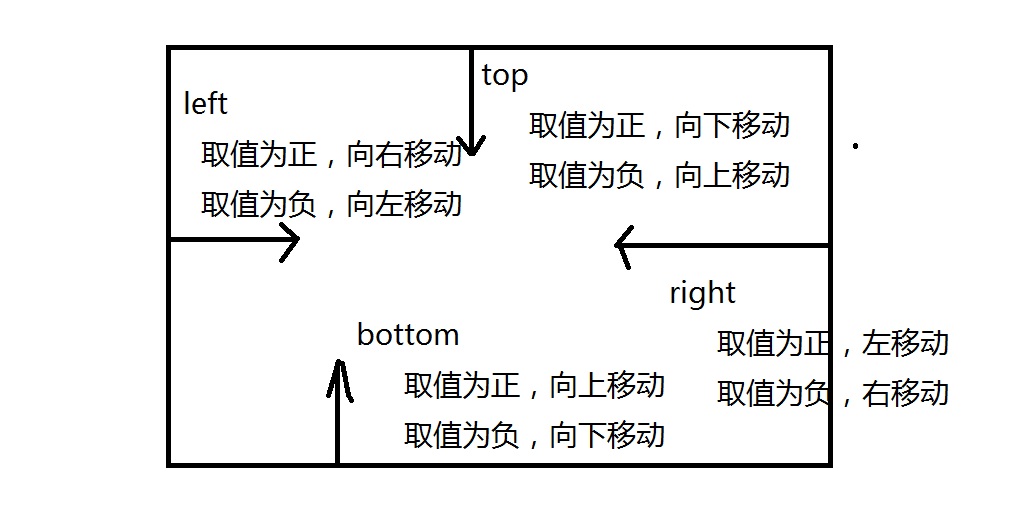 left
取值为正，向右移动
取值为负，向左移动
top
取值为正，向下移动
取值为负，向上移动
right
取值为正，左移动
取值为负，右移动
bottom
取值为正，向上移动
取值为负，向下移动